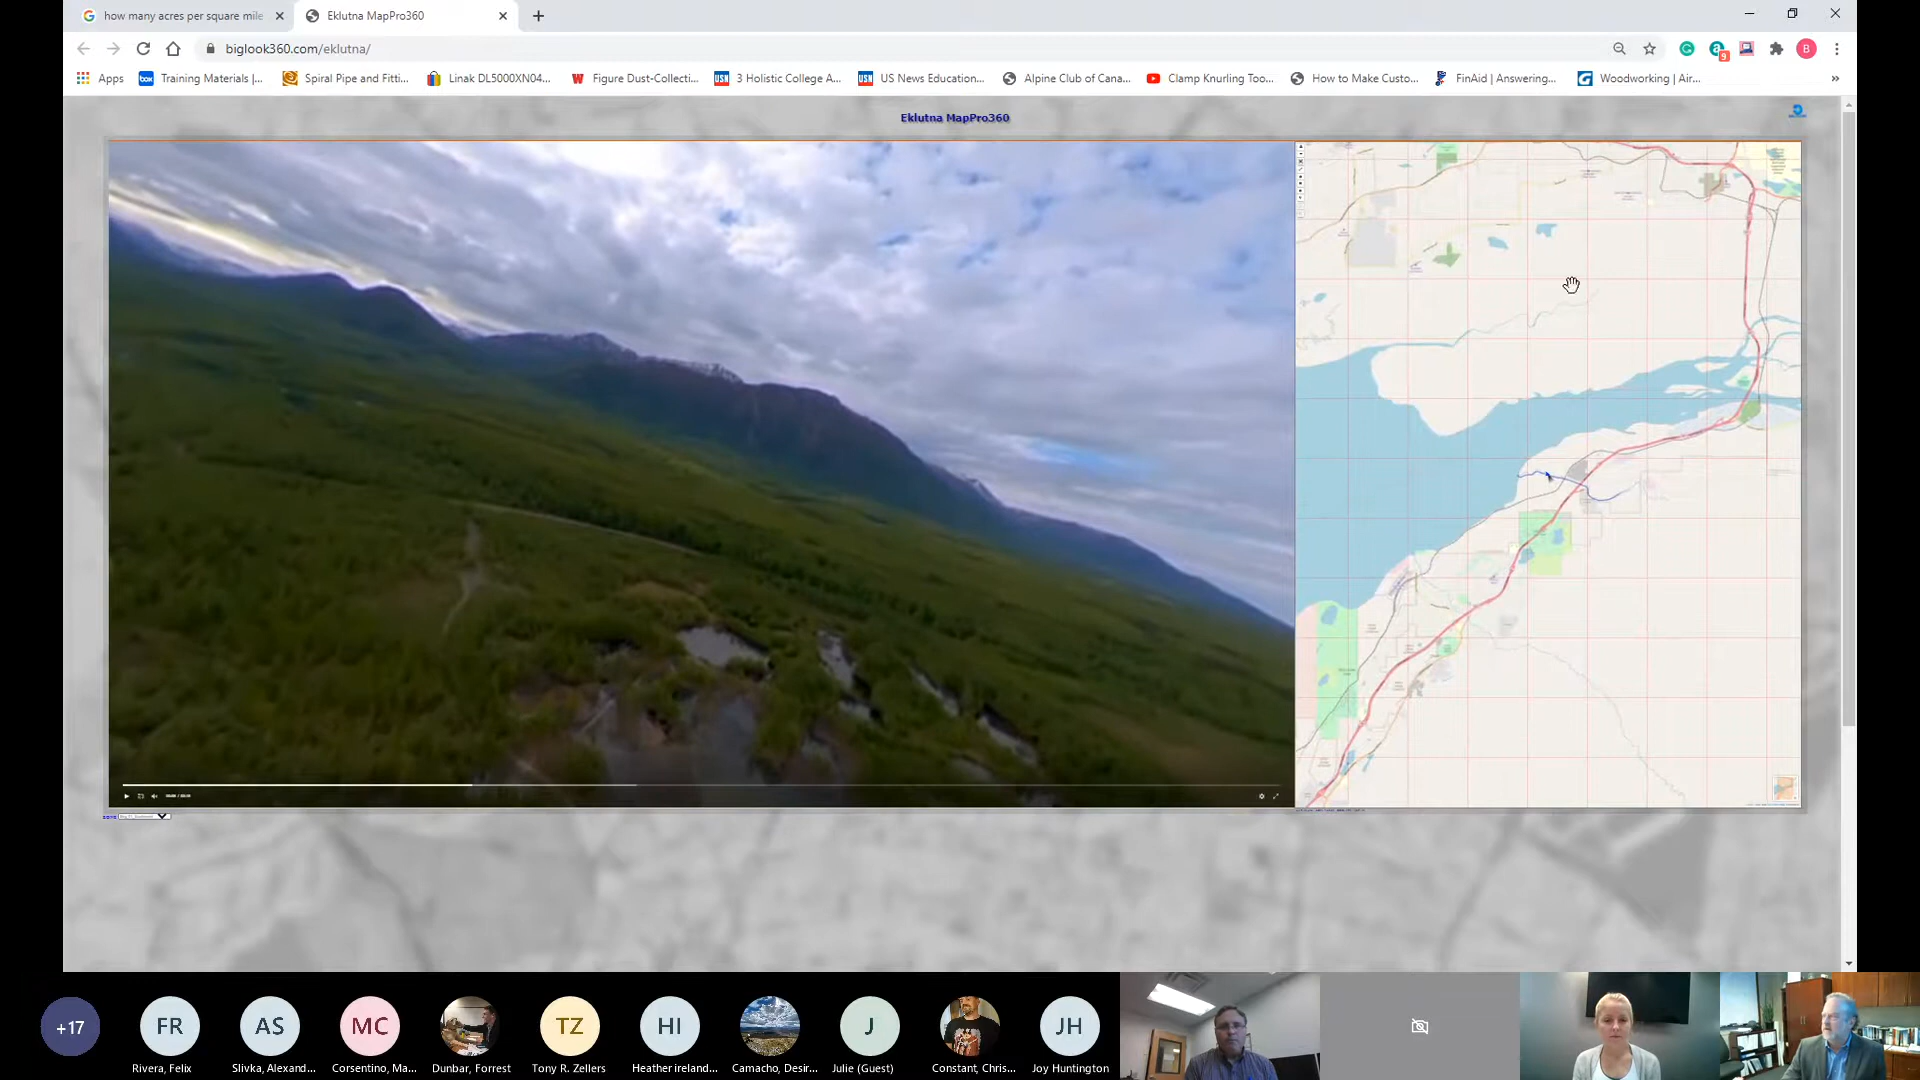 how many acres per square mile
Eklutna MapPro360
biglook360.com/eklutna/
9
B
Apps
Training Materials |...
Spiral Pipe and Fitti...
Linak DL5000XN04...
Figure Dust-Collecti...
3 Holistic College A...
US News Education...
Alpine Club of Cana...
Clamp Knurling Too...
How to Make Custo...
FinAid | Answering...
Woodworking | Air...
Eklutna MapPro360
+17
FR
AS
MC
TZ
HI
J
JH
Rivera, Felix
Slivka, Alexand...
Corsentino, Ma...
Dunbar, Forrest
Tony R. Zellers
Heather ireland...
Camacho, Desir...
Julie (Guest)
Constant, Chris...
Joy Huntington